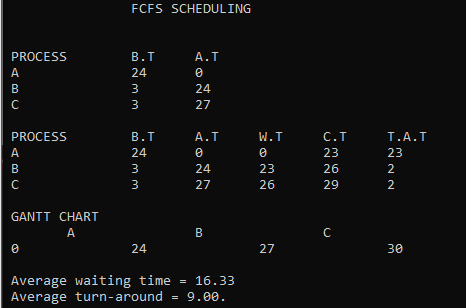 FCFS SCHEDULING
PROCESS B.T A.T
A 24 0
B 3 24
C 3 27
PROCESS B.T A.T W.T C.T T.A.T
A 24 0 0 23 23
B 3 24 23 26 2
C 3 27 26 29 2
GANTT CHART
A B C
0 24 27 30
Average waiting time = 16.33
Average turn-around = 9.00.